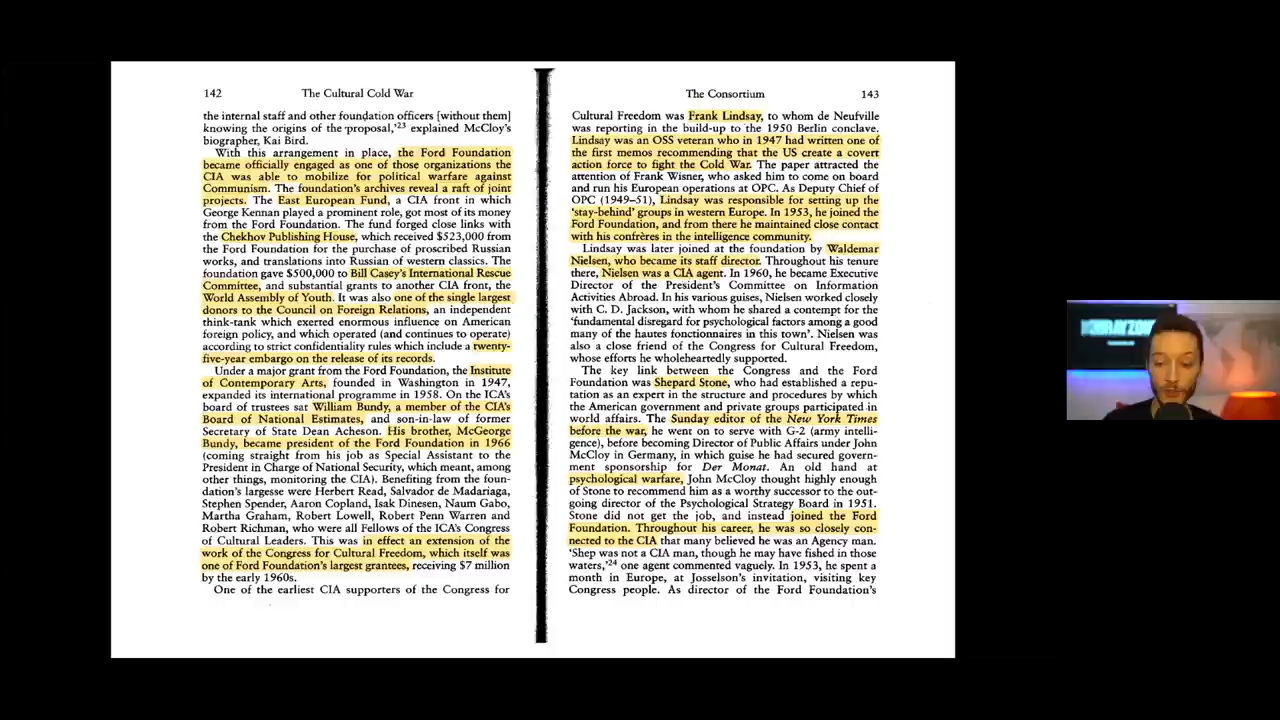 142 The Cultural Cold War
the internal staff and other foundation officers [without them]
knowing the origins of the proposal,'23 explained McCloy's
biographer, Kai Bird.
With this arrangement in place, the Ford Foundation
became officially engaged as one of those organizations the
CIA was able to mobilize for political warfare against
Communism. The foundation's archives reveal a raft of joint
projects. The East European Fund, a CIA front in which
George Kennan played a prominent role, got most of its money
from the Ford Foundation. The fund forged close links with
the Chekhov Publishing House, which received $523,000 from
the Ford Foundation for the purchase of proscribed Russian
works, and translations into Russian of western classics. The
foundation gave $500,000 to Bill Casey's International Rescue
Committee, and substantial grants to another CIA front, the
World Assembly of Youth. It was also one of the single largest
donors to the Council on Foreign Relations, an independent
think-tank which exerted enormous influence on American
foreign policy, and which operated (and continues to operate)
according to strict confidentiality rules which include a twenty-
five-year embargo on the release of its records.
Under a major grant from the Ford Foundation, the Institute
of Contemporary Arts, founded in Washington in 1947,
expanded its international programme in 1958. On the ICA's
board of trustees sat William Bundy, a member of the CIA's
Board of National Estimates, and son-in-law of former
Secretary of State Dean Acheson. His brother, McGeorge
Bundy, became president of the Ford Foundation in 1966
(coming straight from his job as Special Assistant to the
President in Charge of National Security, which meant, among
other things, monitoring the CIA). Benefiting from the foun-
dation's largesse were Herbert Read, Salvador de Madariaga,
Stephen Spender, Aaron Copland, Isak Dinesen, Naum Gabo,
Martha Graham, Robert Lowell, Robert Penn Warren and
Robert Richman, who were all Fellows of the ICA's Congress
of Cultural Leaders. This was in effect an extension of the
work of the Congress for Cultural Freedom, which itself was
one of Ford Foundation's largest grantees, receiving $7 million
by the early 1960s.
One of the earliest CIA supporters of the Congress for
The Consortium 143
Cultural Freedom was Frank Lindsay, to whom de Neufville
was reporting in the build-up to the 1950 Berlin conclave.
Lindsay was an OSS veteran who in 1947 had written one of
the first memos recommending that the US create a covert
action force to fight the Cold War. The paper attracted the
attention of Frank Wisner, who asked him to come on board
and run his European operations at OPC. As Deputy Chief of
OPC (1949–51), Lindsay was responsible for setting up the
'stay-behind' groups in western Europe. In 1953, he joined the
Ford Foundation, and from there he maintained close contact
with his confrères in the intelligence community.
Lindsay was later joined at the foundation by Waldemar
Nielsen, who became its staff director. Throughout his tenure
there, Nielsen was a CIA agent. In 1960, he became Executive
Director of the President's Committee on Information
Activities Abroad. In his various guises, Nielsen worked closely
with C. D. Jackson, with whom he shared a contempt for the
'fundamental disregard for psychological factors among a good
many of the hautes fonctionnaires in this town'. Nielsen was
also a close friend of the Congress for Cultural Freedom,
whose efforts he wholeheartedly supported.
The key link between the Congress and the Ford
Foundation was Shepard Stone, who had established a repu-
tation as an expert in the structure and procedures by which
the American government and private groups participated in
world affairs. The Sunday editor of the New York Times
before the war, he went on to serve with G-2 (army intelli-
gence), before becoming Director of Public Affairs under John
McCloy in Germany, in which guise he had secured govern-
ment sponsorship for Der Monat. An old hand at
psychological warfare, John McCloy thought highly enough
of Stone to recommend him as a worthy successor to the out-
going director of the Psychological Strategy Board in 1951.
Stone did not get the job, and instead joined the Ford
Foundation. Throughout his career, he was so closely con-
nected to the CIA that many believed he was an Agency man.
'Shep was not a CIA man, though he may have fished in those
waters,'24 one agent commented vaguely. In 1953, he spent a
month in Europe, at Josselson's invitation, visiting key
Congress people. As director of the Ford Foundation's